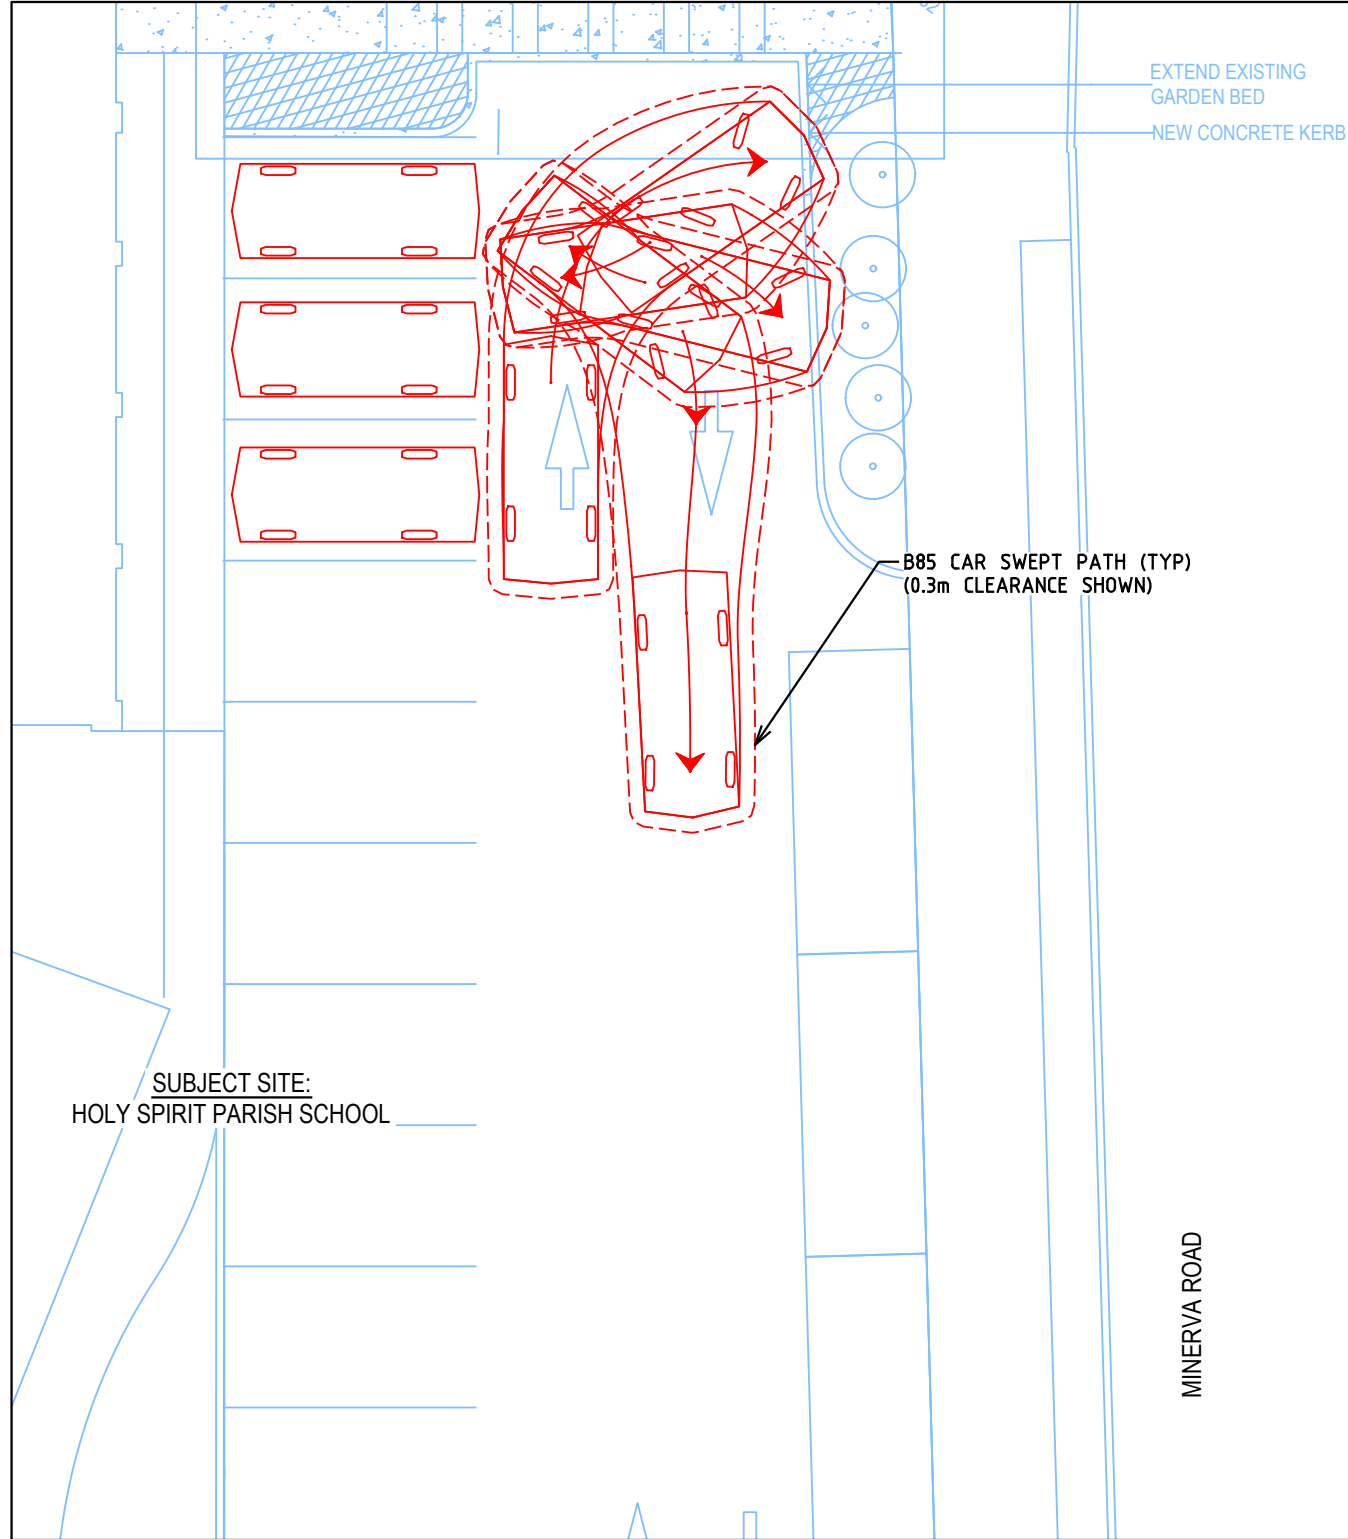 EXTEND EXISTING
GARDEN BED
NEW CONCRETE KERB
B85 CAR SWEPT PATH (TYP)
(0.3m CLEARANCE SHOWN)
SUBJECT SITE:
HOLY SPIRIT PARISH SCHOOL
MINERVA ROAD